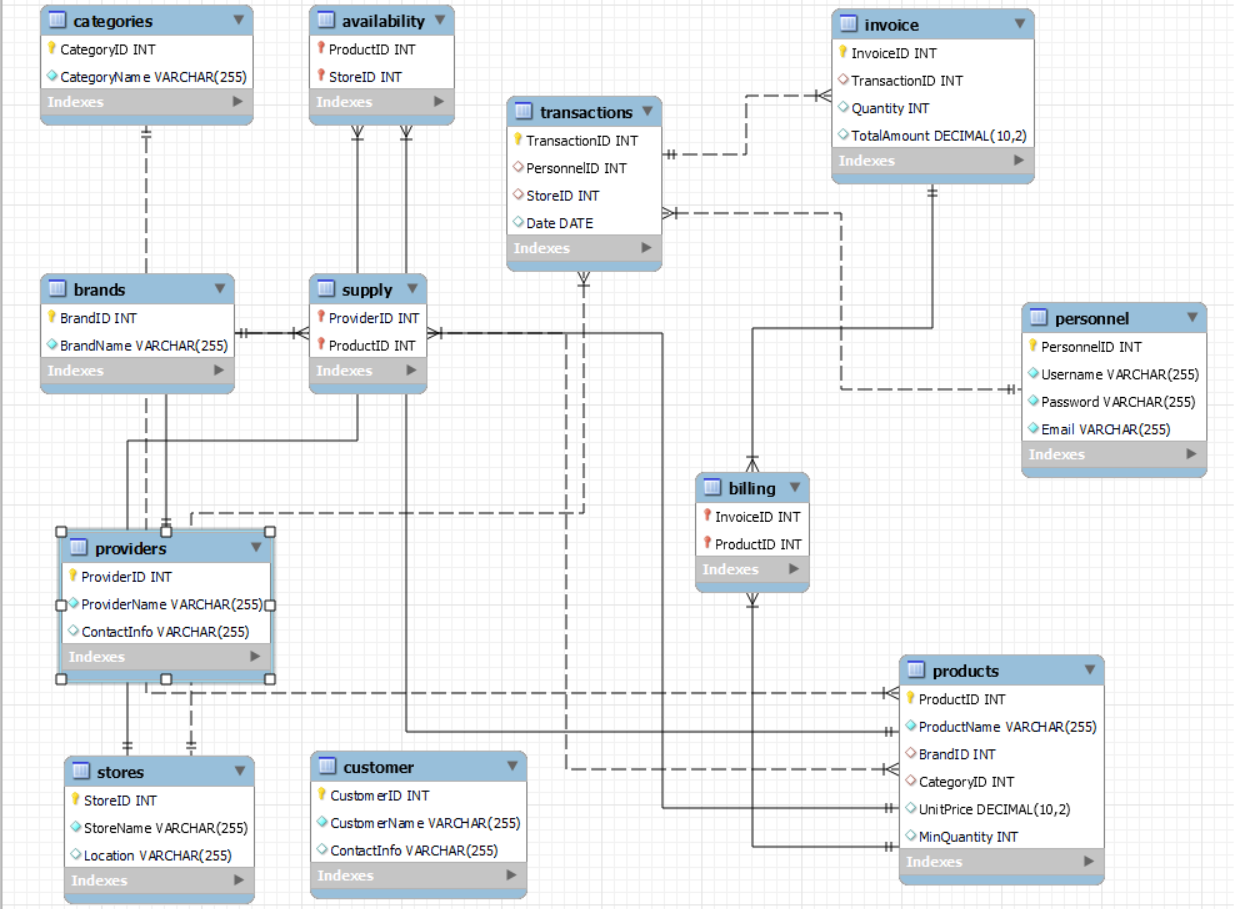 categories
CategoryID INT
CategoryName VARCHAR(255)
Indexes
availability
ProductID INT
StoreID INT
Indexes
transactions
TransactionID INT
PersonnelID INT
StoreID INT
Date DATE
Indexes
invoice
InvoiceID INT
TransactionID INT
Quantity INT
TotalAmount DECIMAL(10,2)
Indexes
brands
BrandID INT
BrandName VARCHAR(255)
Indexes
supply
ProviderID INT
ProductID INT
Indexes
personnel
PersonnelID INT
Username VARCHAR(255)
Password VARCHAR(255)
Email VARCHAR(255)
Indexes
billing
InvoiceID INT
ProductID INT
Indexes
providers
ProviderID INT
ProviderName VARCHAR(255)
ContactInfo VARCHAR(255)
Indexes
products
ProductID INT
ProductName VARCHAR(255)
BrandID INT
CategoryID INT
UnitPrice DECIMAL(10,2)
MinQuantity INT
Indexes
stores
StoreID INT
StoreName VARCHAR(255)
Location VARCHAR(255)
Indexes
customer
CustomerID INT
CustomerName VARCHAR(255)
ContactInfo VARCHAR(255)
Indexes